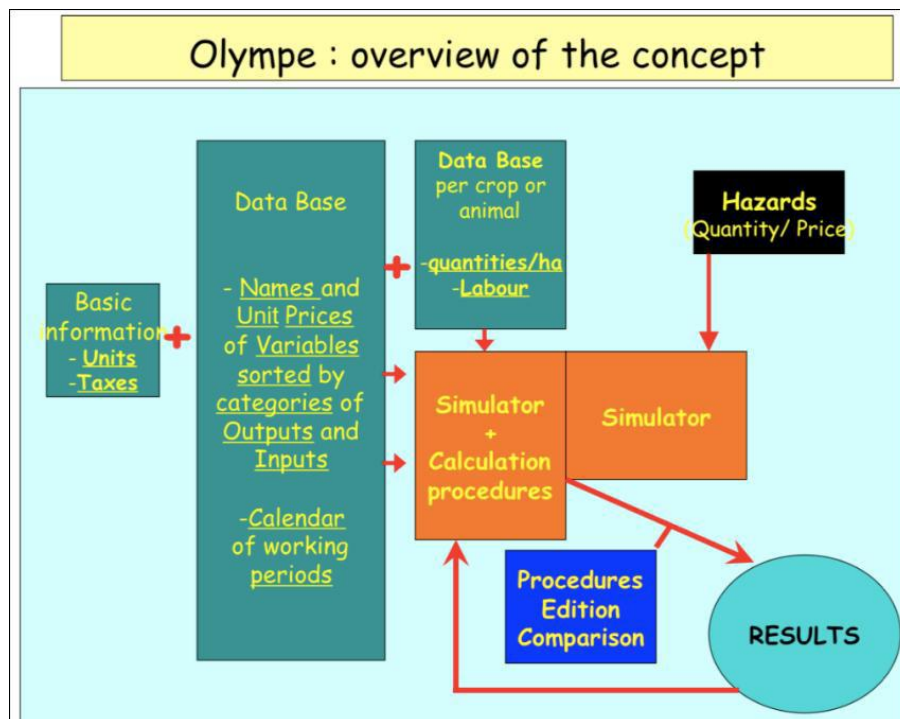 Olympe : overview of the concept
Basic
information
- Units
-Taxes
Data Base
- Names and
Unit Prices
of Variables
sorted by
categories of
Outputs and
Inputs
-Calendar
of working
periods
Data Base
per crop or
animal
-quantities/ha
-Labour
Hazards
(Quantity/ Price)
Simulator
+
Calculation
procedures
Simulator
Procedures
Edition
Comparison
RESULTS